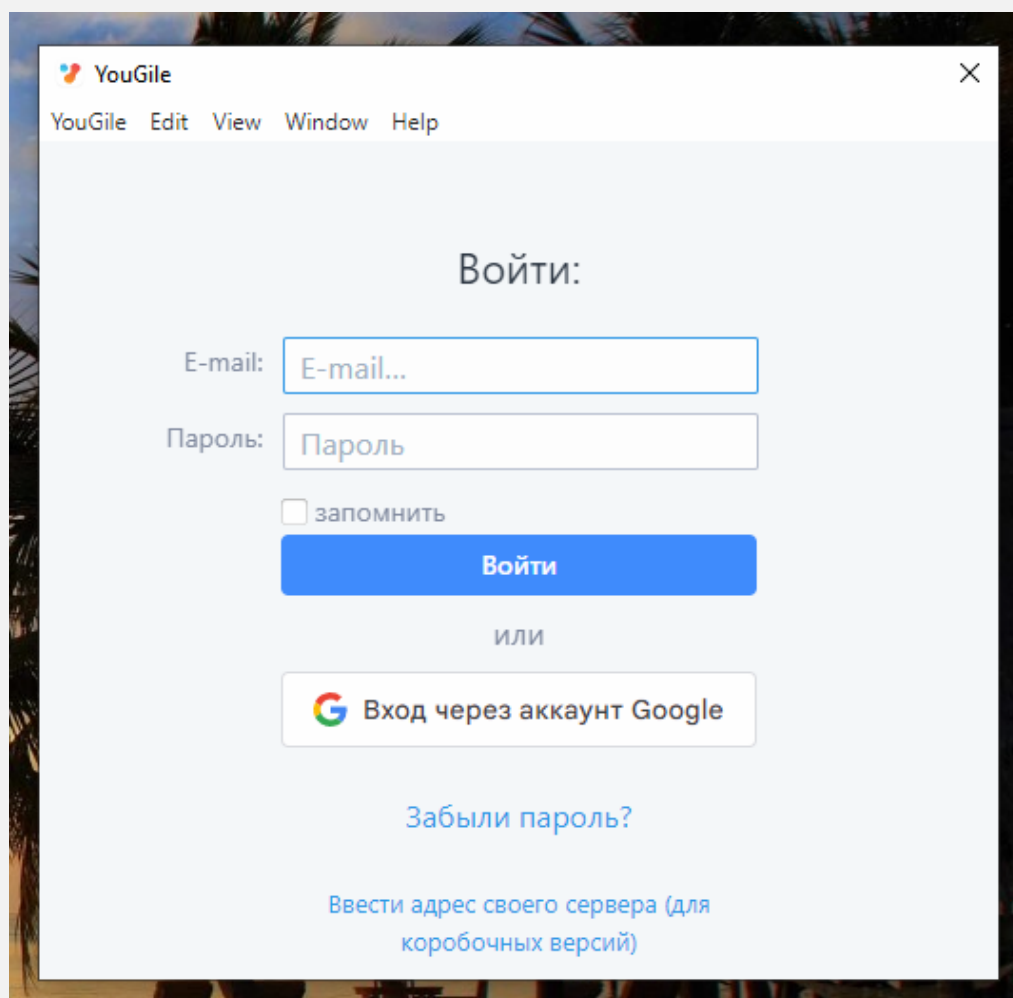 YouGile
YouGile Edit View Window Help
Войти:
E-mail: E-mail...
Пароль: Пароль
запомнить
Войти
или
Вход через аккаунт Google
Забыли пароль?
Ввести адрес своего сервера (для
коробочных версий)